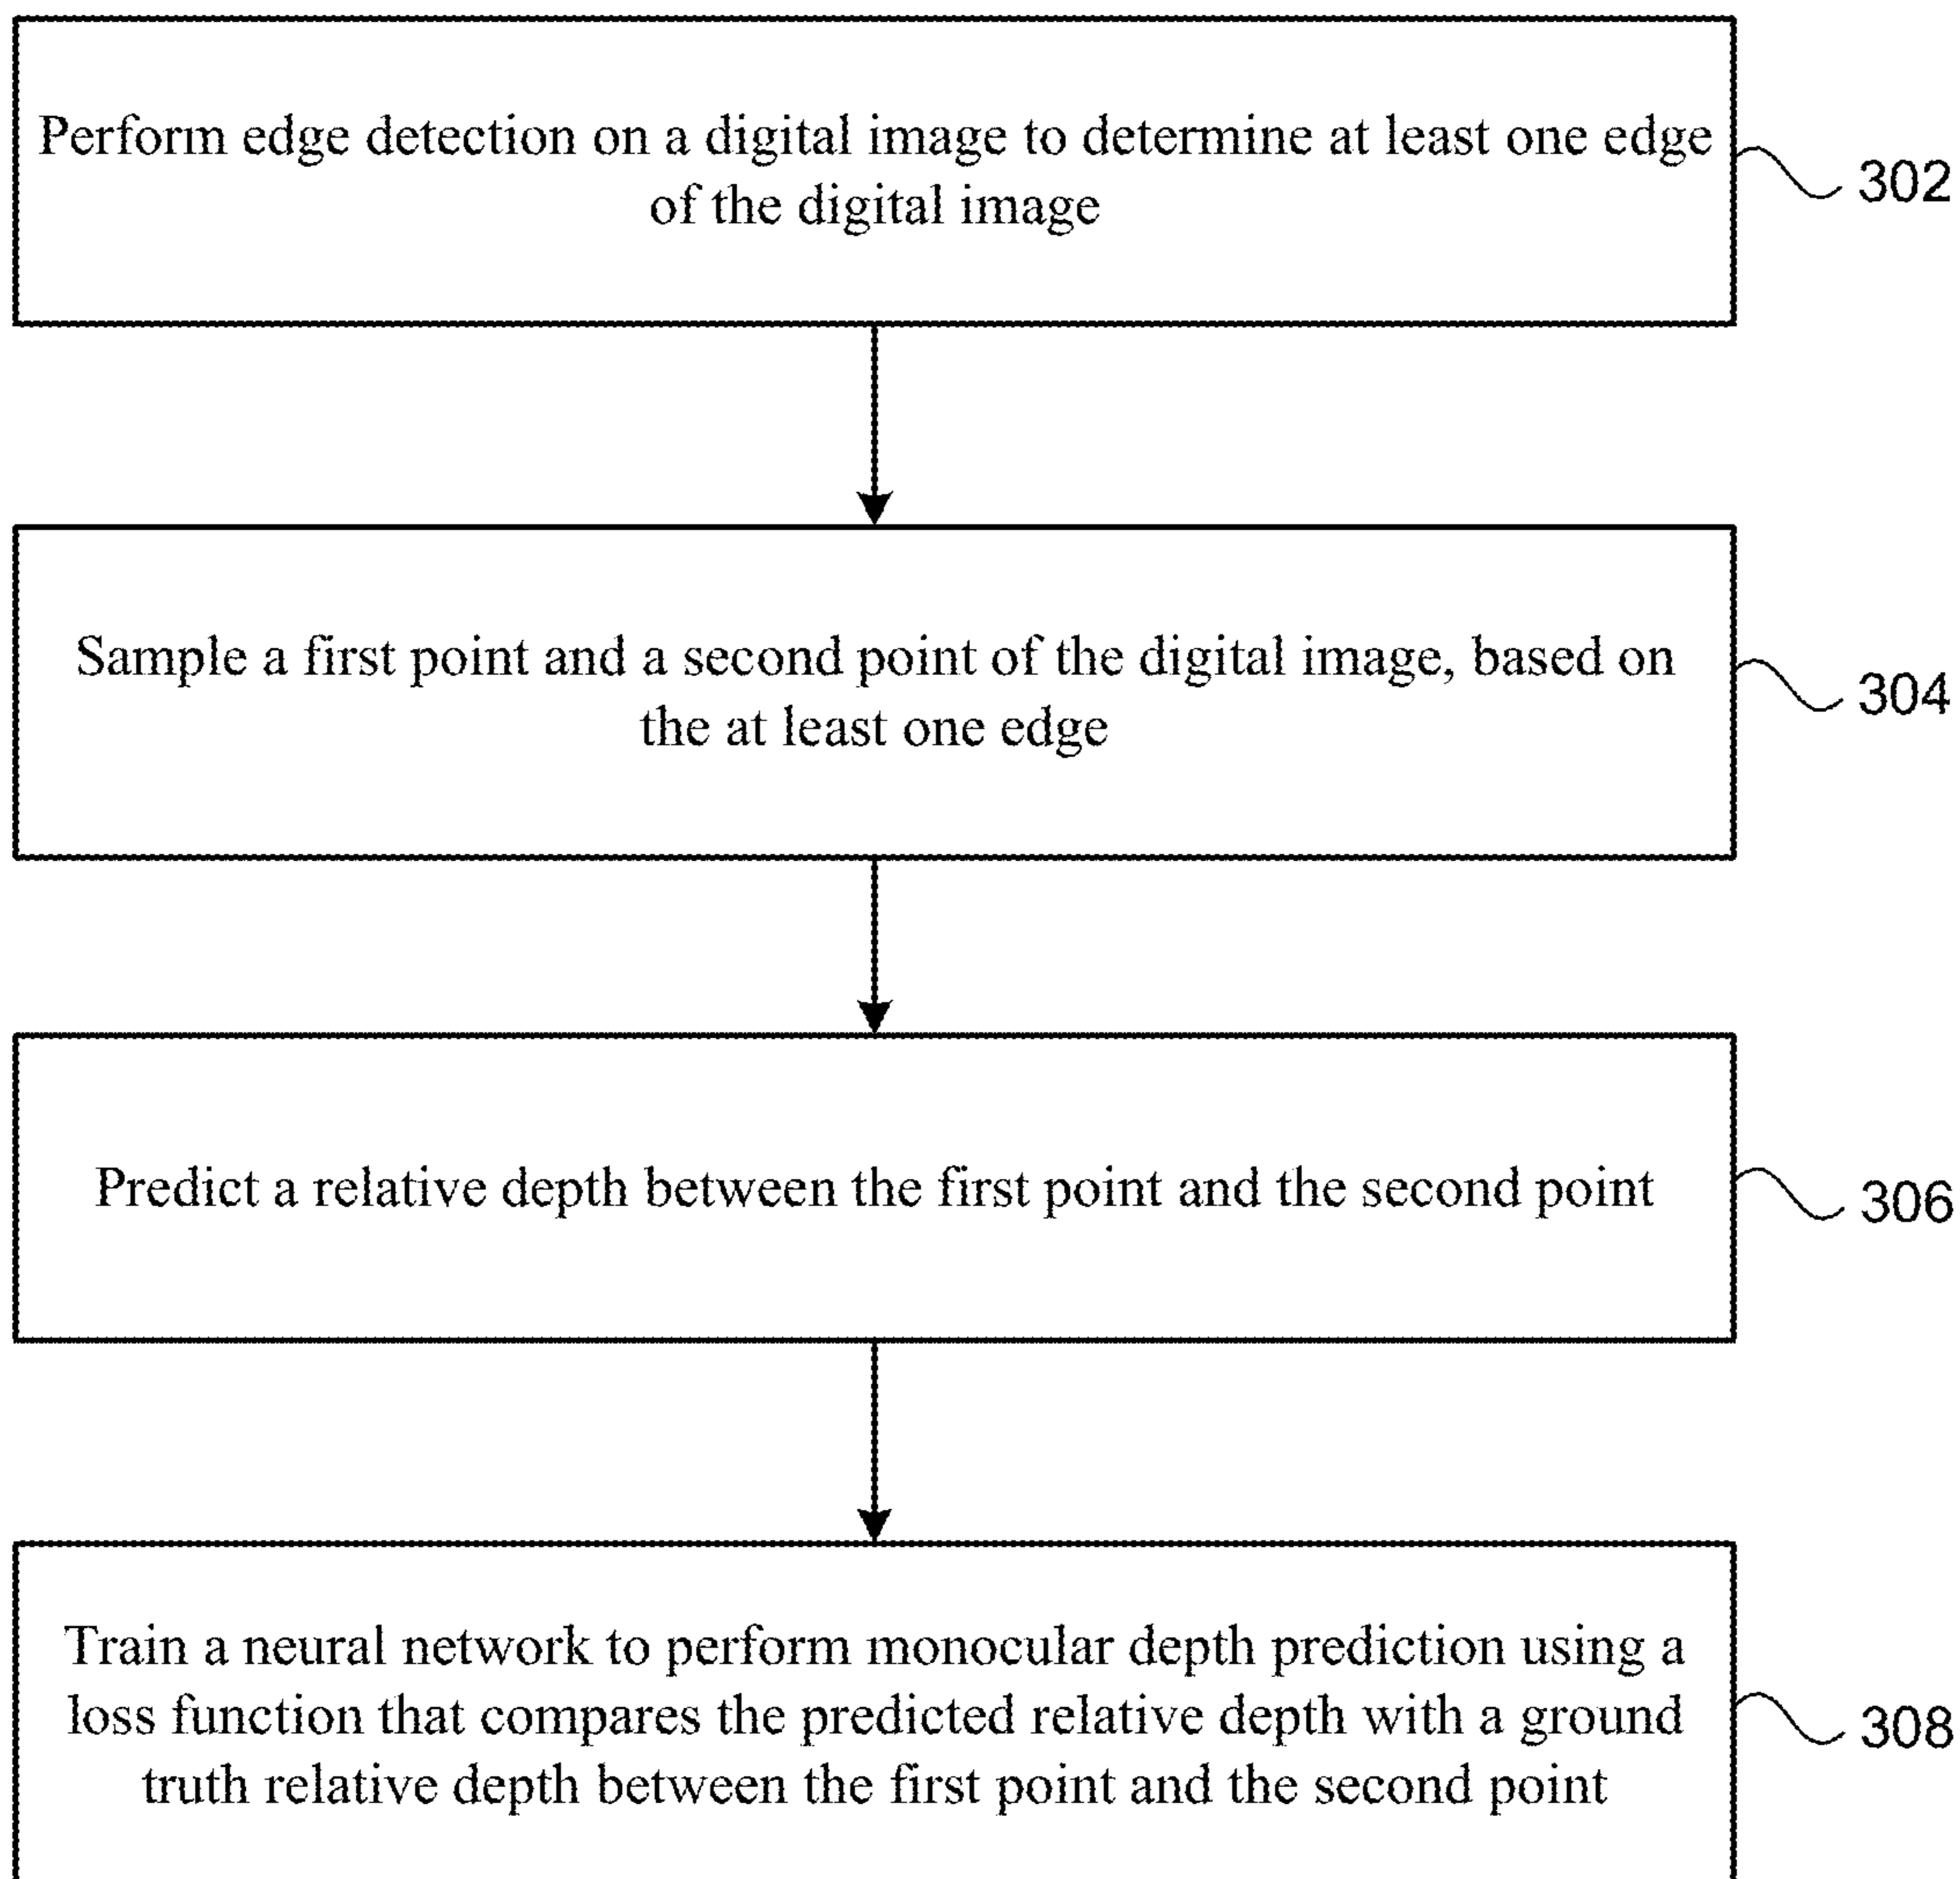 Perform edge detection on a digital image to determine at least one edge
of the digital image
302
Sample a first point and a second point of the digital image, based on
the at least one edge
304
Predict a relative depth between the first point and the second point
306
Train a neural network to perform monocular depth prediction using a
loss function that compares the predicted relative depth with a ground
truth relative depth between the first point and the second point
308